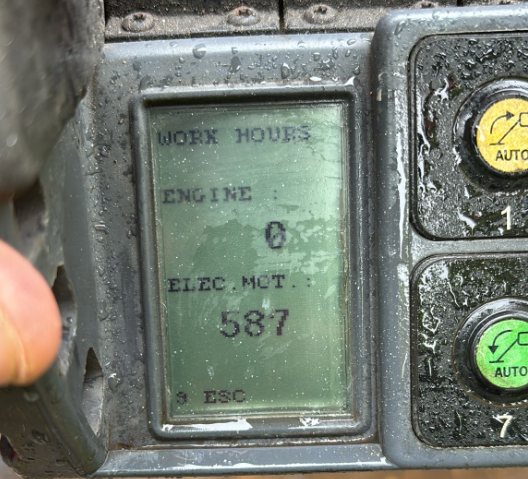 WORK HOURS
ENGINE :
0
ELEC.MOT.:
587
9 ESC
AUTO
1
AUTO
7